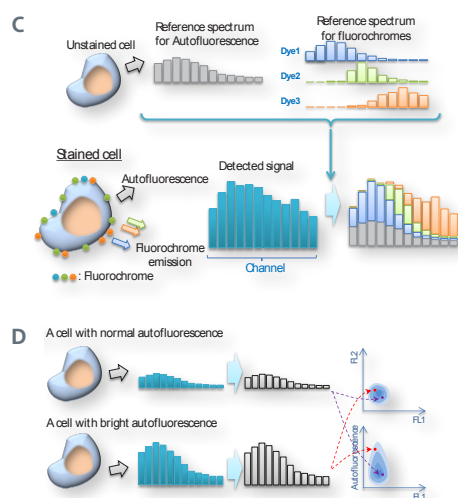 C
Reference spectrum
for Autofluorescence
Reference spectrum
for fluorochromes
Unstained cell
Dye1
Dye2
Dye3
Stained cell
Autofluorescence
Detected signal
Fluorochrome
emission
Channel
: Fluorochrome
D
A cell with normal autofluorescence
FL2
FL1
A cell with bright autofluorescence
Autofluorescence
FL1